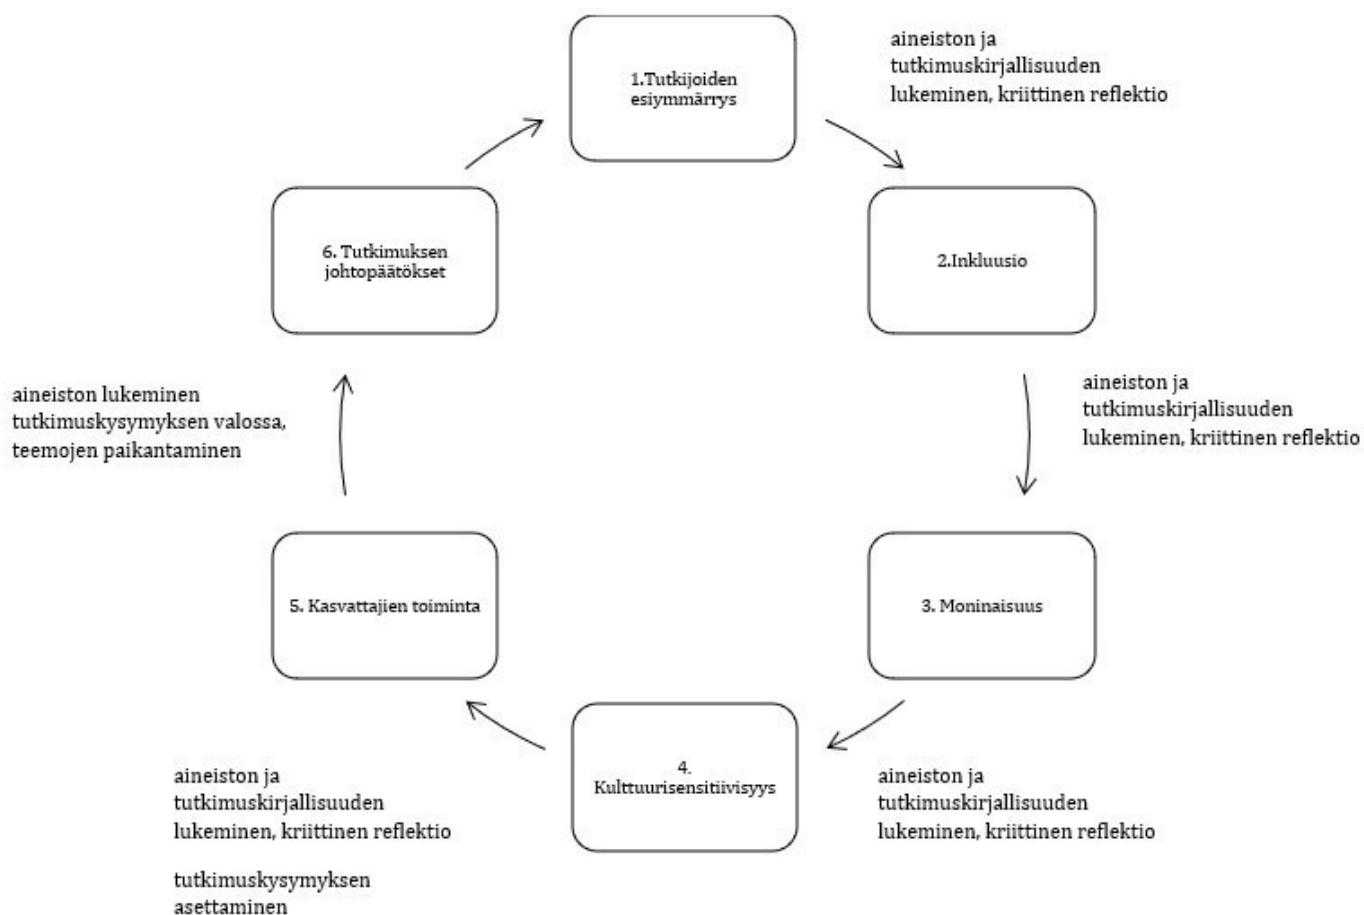 1.Tutkijoiden
esiymmärrys
aineiston ja
tutkimuskirjallisuuden
lukeminen, kriittinen reflektio
2.Inkluusio
aineiston ja
tutkimuskirjallisuuden
lukeminen, kriittinen reflektio
3. Moninaisuus
aineiston ja
tutkimuskirjallisuuden
lukeminen, kriittinen reflektio
4.
Kulttuurisensitiivisyys
aineiston ja
tutkimuskirjallisuuden
lukeminen, kriittinen reflektio
tutkimuskysymyksen
asettaminen
5. Kasvattajien toiminta
aineiston lukeminen
tutkimuskysymyksen valossa,
teemojen paikantaminen
6. Tutkimuksen
johtopäätökset